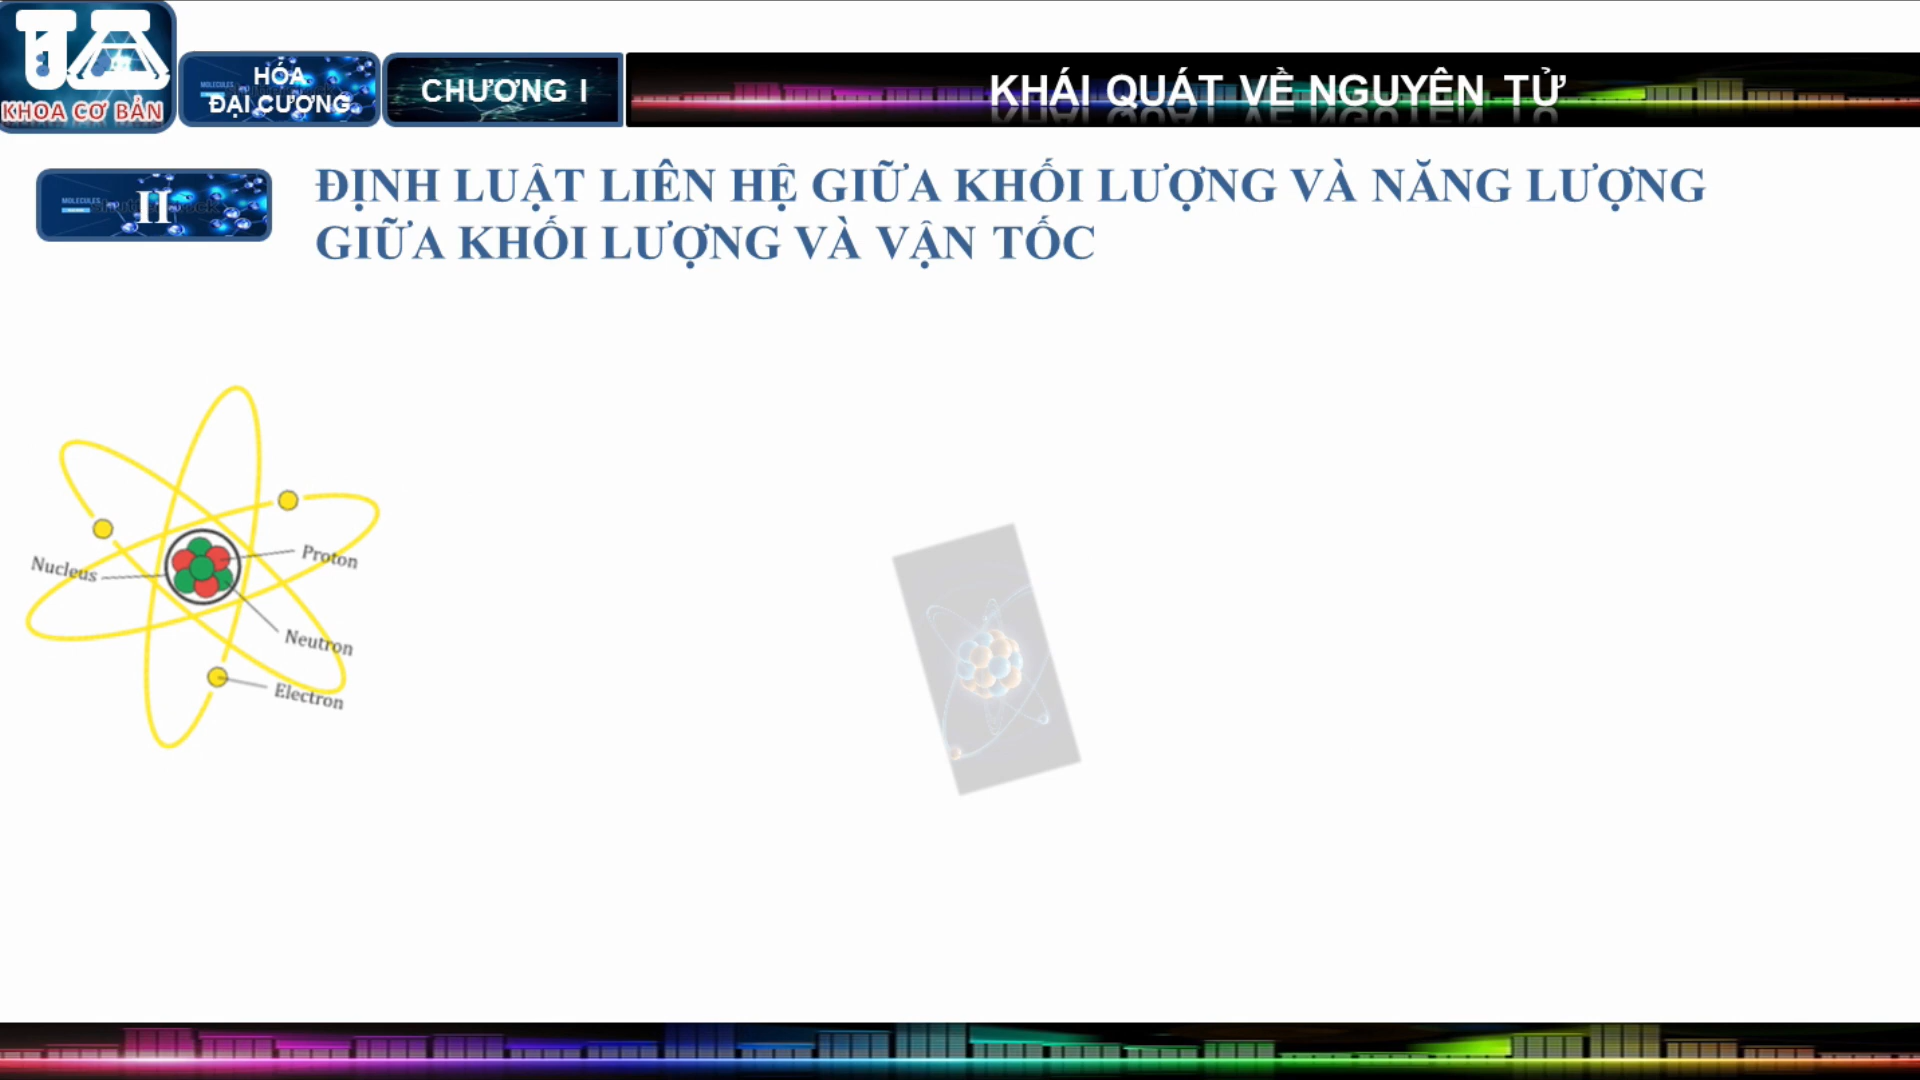 KHOA CƠ BẢN
HÓA
ĐẠI CƯƠNG
CHƯƠNG I
KHÁI QUÁT VỀ NGUYÊN TỬ
II
ĐỊNH LUẬT LIÊN HỆ GIỮA KHỐI LƯỢNG VÀ NĂNG LƯỢNG
GIỮA KHỐI LƯỢNG VÀ VẬN TỐC
Nucleus
Proton
Neutron
Electron